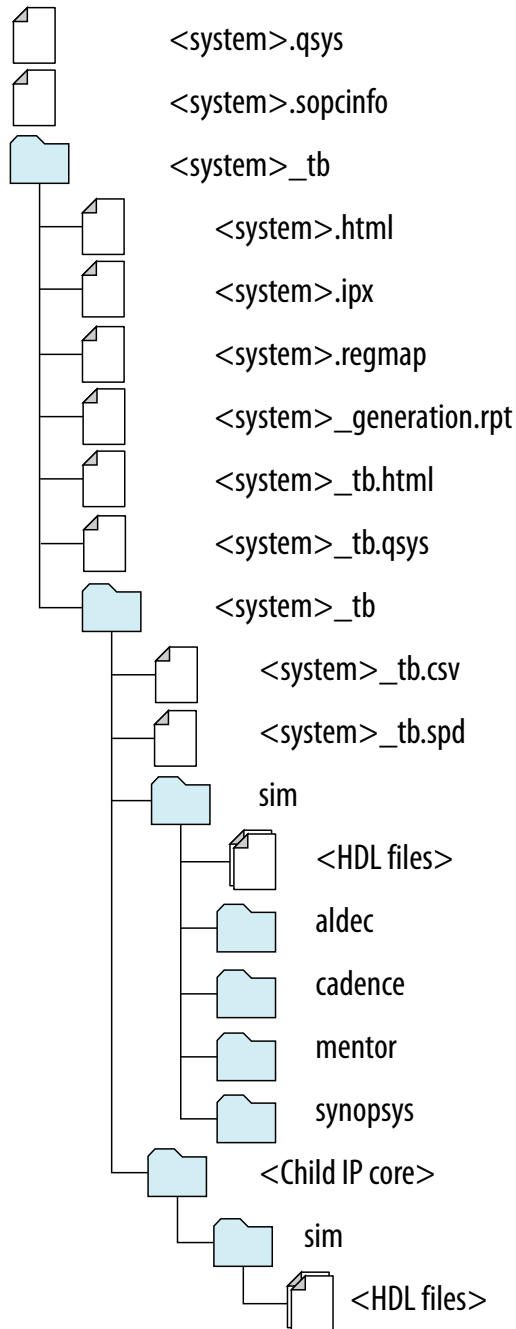 <system>.qsys
<system>.sopcinfo
<system>_tb
<system>.html
<system>.ipx
<system>.regmap
<system>_generation.rpt
<system>_tb.html
<system>_tb.qsys
<system>_tb
<system>_tb.csv
<system>_tb.spd
sim
<HDL files>
aldec
cadence
mentor
synopsys
<Child IP core>
sim
<HDL files>